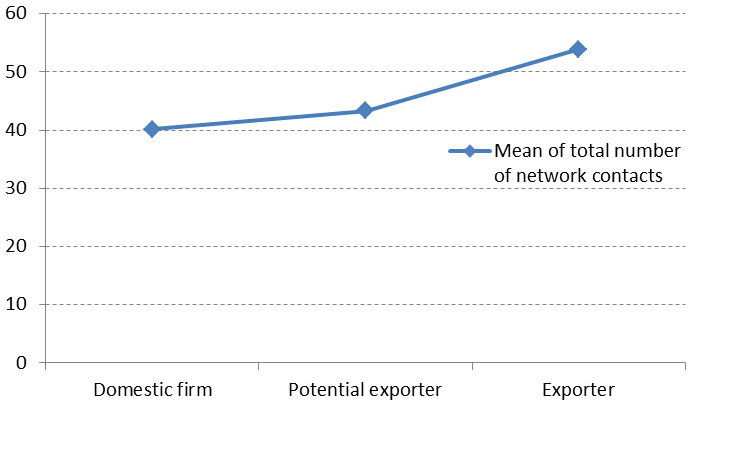 60
50
40
30
20
10
0
Mean of total number
of network contacts
Domestic firm
Potential exporter
Exporter